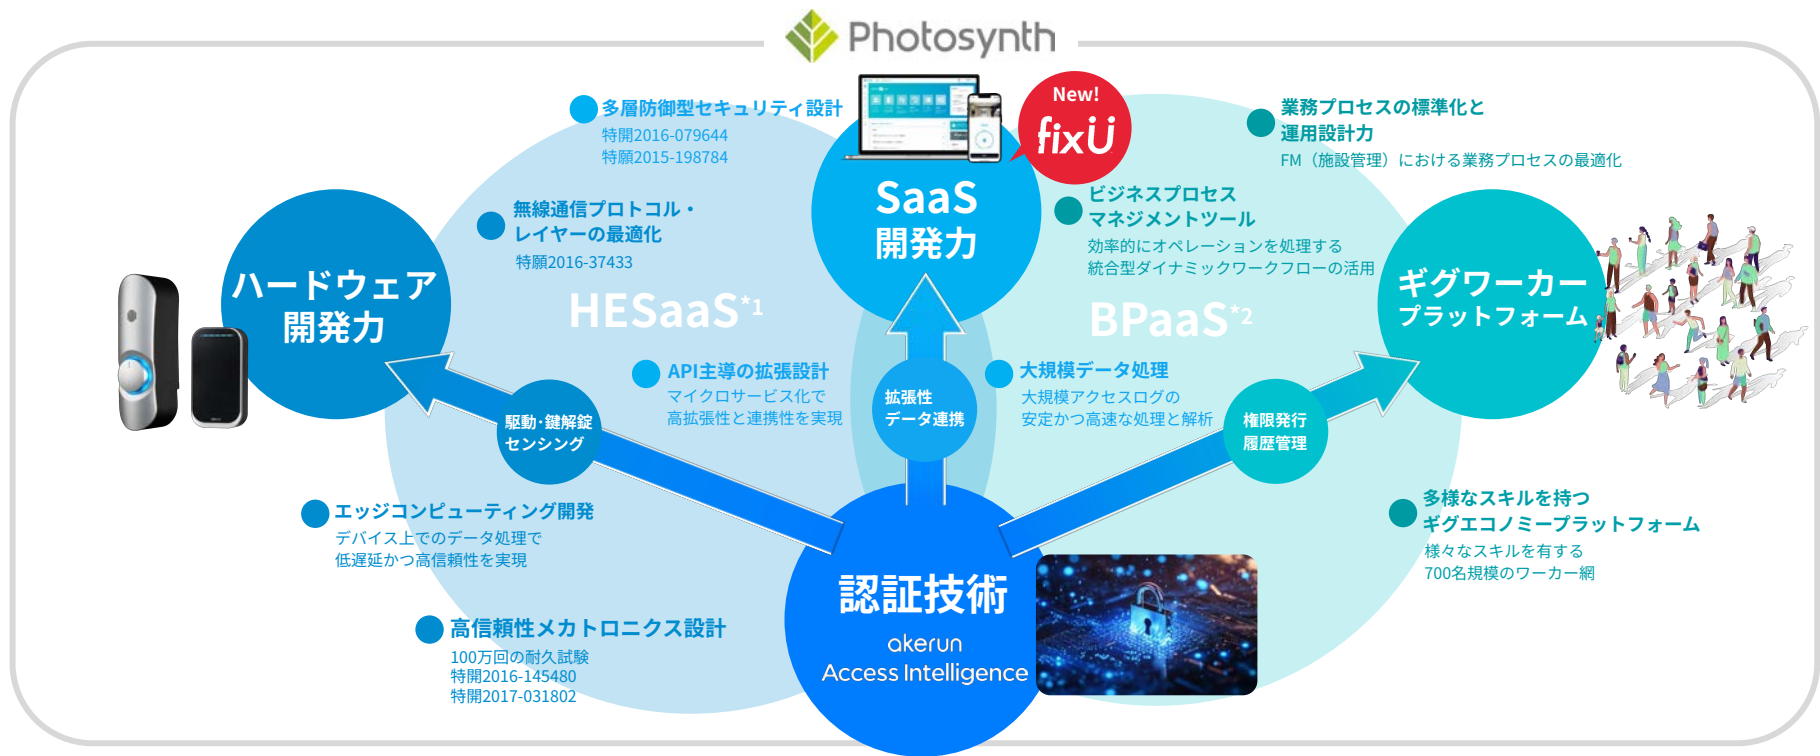 Photosynth
多層防御型セキュリティ設計
特開2016-079644
特願2015-198784
New!
fixU
業務プロセスの標準化と
運用設計力
FM（施設管理）における業務プロセスの最適化
無線通信プロトコル・
レイヤーの最適化
特願2016-37433
SaaS
開発力
ビジネスプロセス
マネジメントツール
効率的にオペレーションを処理する
統合型ダイナミックワークフローの活用
ハードウェア
開発力
HESaaS*1
BPaaS*2
ギグワーカー
プラットフォーム
API主導の拡張設計
マイクロサービス化で
高拡張性と連携性を実現
拡張性
データ連携
大規模データ処理
大規模アクセスログの
安定かつ高速な処理と解析
駆動・鍵解錠
センシング
権限発行
履歴管理
エッジコンピューティング開発
デバイス上でのデータ処理で
低遅延かつ高信頼性を実現
多様なスキルを持つ
ギグエコノミープラットフォーム
様々なスキルを有する
700名規模のワーカー網
高信頼性メカトロニクス設計
100万回の耐久試験
特開2016-145480
特開2017-031802
認証技術
akerun
Access Intelligence